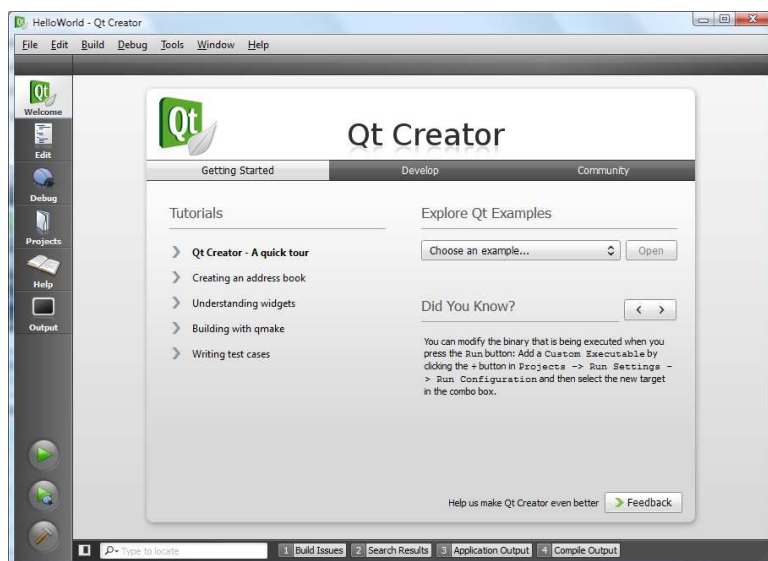 HelloWorld - Qt Creator
File Edit Build Debug Tools Window Help
Qt
Welcome
Edit
Debug
Projects
Help
Output
Qt
Qt Creator
Getting Started Develop Community
Tutorials
Qt Creator - A quick tour
Creating an address book
Understanding widgets
Building with qmake
Writing test cases
Explore Qt Examples
Choose an example... Open
Did You Know?
You can modify the binary that is being executed when you
press the Run button: Add a Custom Executable by
clicking the + button in Projects -> Run Settings -
> Run Configuration and then select the new target
in the combo box.
Help us make Qt Creator even better Feedback
Type to locate 1 Build Issues 2 Search Results 3 Application Output 4 Compile Output